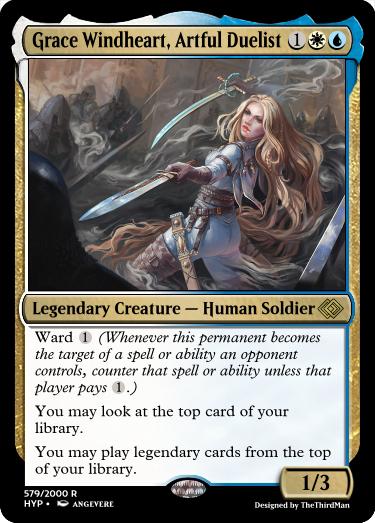 Grace Windheart, Artful Duelist 1
Legendary Creature — Human Soldier
Ward 1 (Whenever this permanent becomes
the target of a spell or ability an opponent
controls, counter that spell or ability unless that
player pays 1.)
You may look at the top card of your
library.
You may play legendary cards from the top
of your library.
1/3
579/2000 R
HYP • ANGEVERE
Designed by TheThirdMan